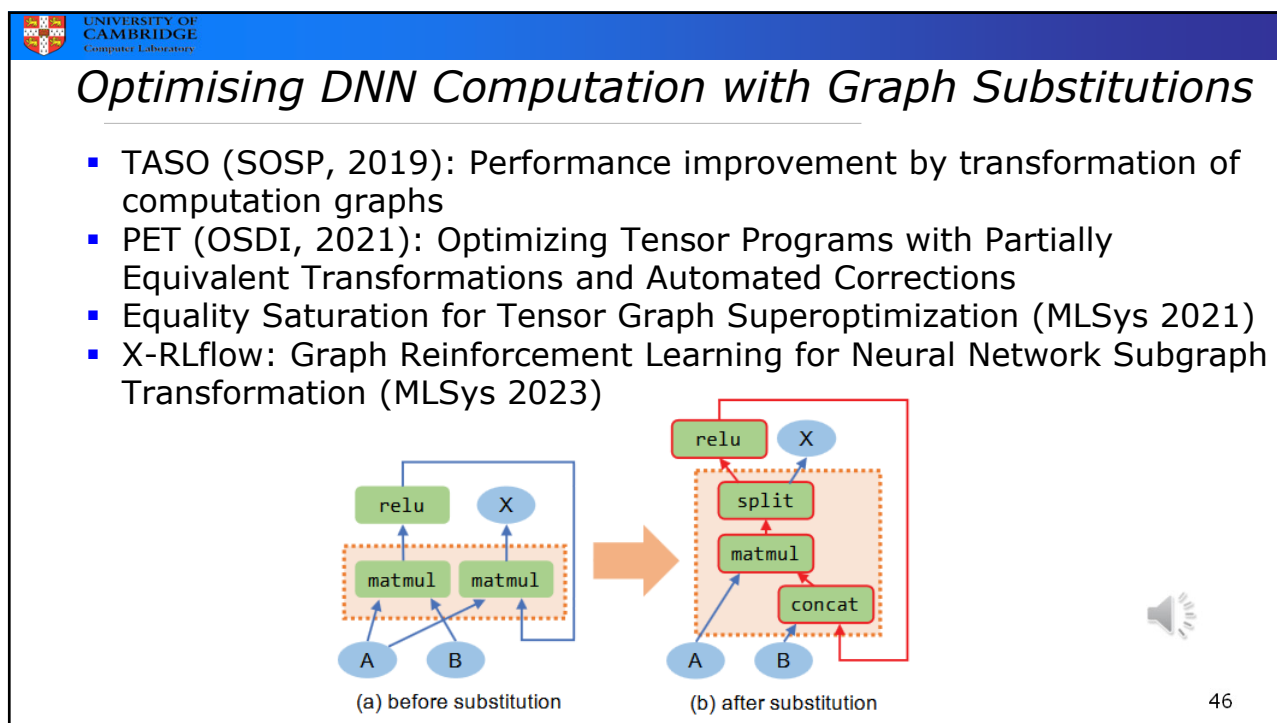 UNIVERSITY OF
CAMBRIDGE
Computer Laboratory
Optimising DNN Computation with Graph Substitutions
TASO (SOSP, 2019): Performance improvement by transformation of
computation graphs
PET (OSDI, 2021): Optimizing Tensor Programs with Partially
Equivalent Transformations and Automated Corrections
Equality Saturation for Tensor Graph Superoptimization (MLSys 2021)
X-RLflow: Graph Reinforcement Learning for Neural Network Subgraph
Transformation (MLSys 2023)
relu X
matmul matmul
A B
(a) before substitution
relu X
split
matmul
concat
A B
(b) after substitution
46